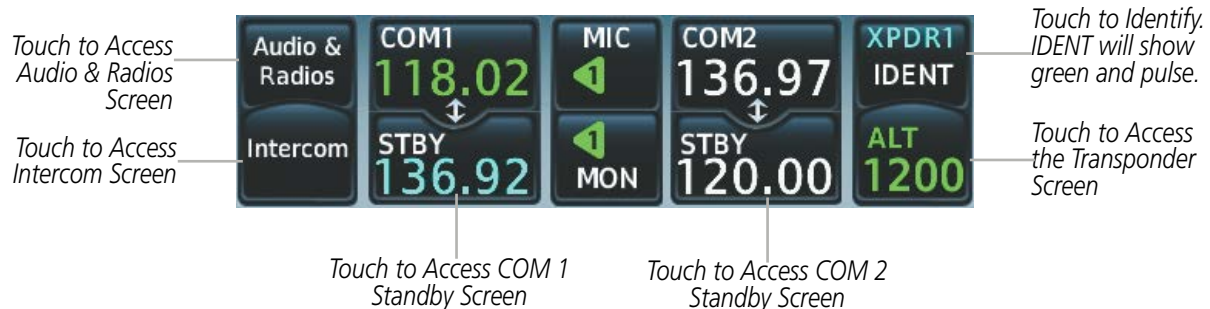 Touch to Access
Audio & Radios
Screen
Touch to Access
Intercom Screen
Audio &
Radios
Intercom
COM1
118.02
STBY
136.92
MIC
1
1
MON
COM2
136.97
STBY
120.00
XPDR1
IDENT
ALT
1200
Touch to Identify.
IDENT will show
green and pulse.
Touch to Access
the Transponder
Screen
Touch to Access COM 1
Standby Screen
Touch to Access COM 2
Standby Screen